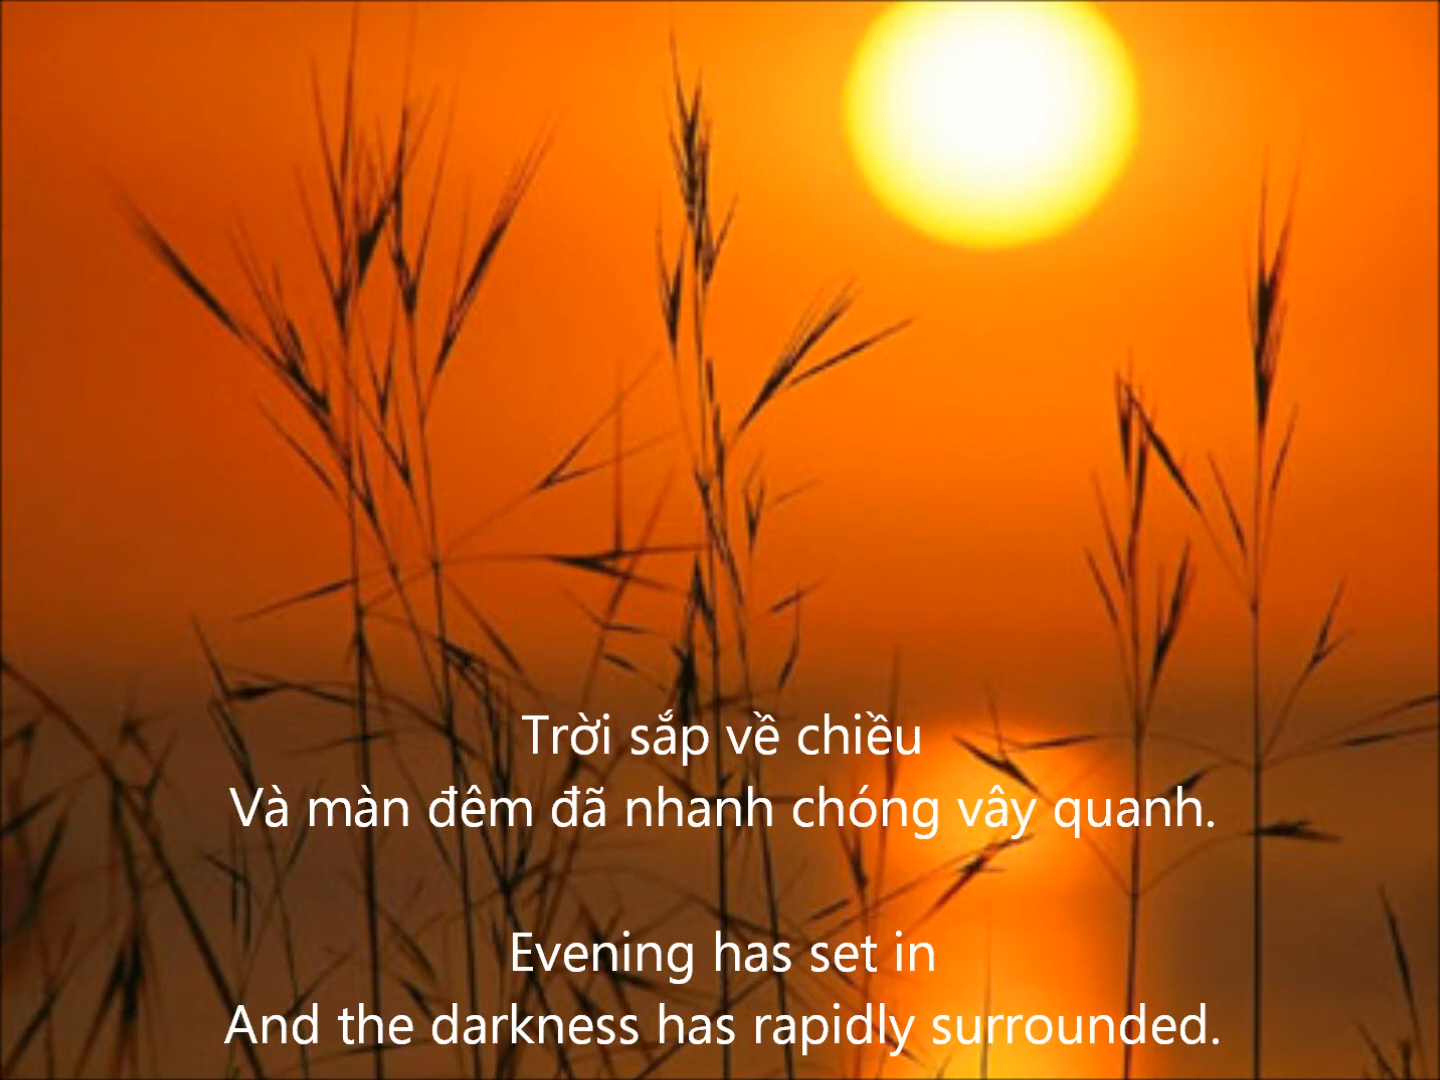 Trời sắp về chiều
Và màn đêm đã nhanh chóng vây quanh.
Evening has set in
And the darkness has rapidly surrounded.